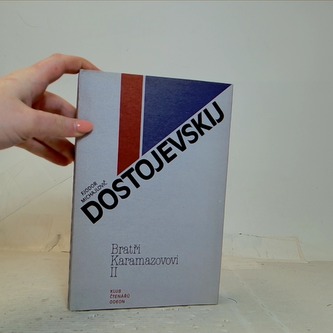 FJODOR
MICHAJLOVIČ
DOSTOJEVSKIJ
Bratři
Karamazovovi
II
KLUB
ČTENÁŘŮ
ODEON